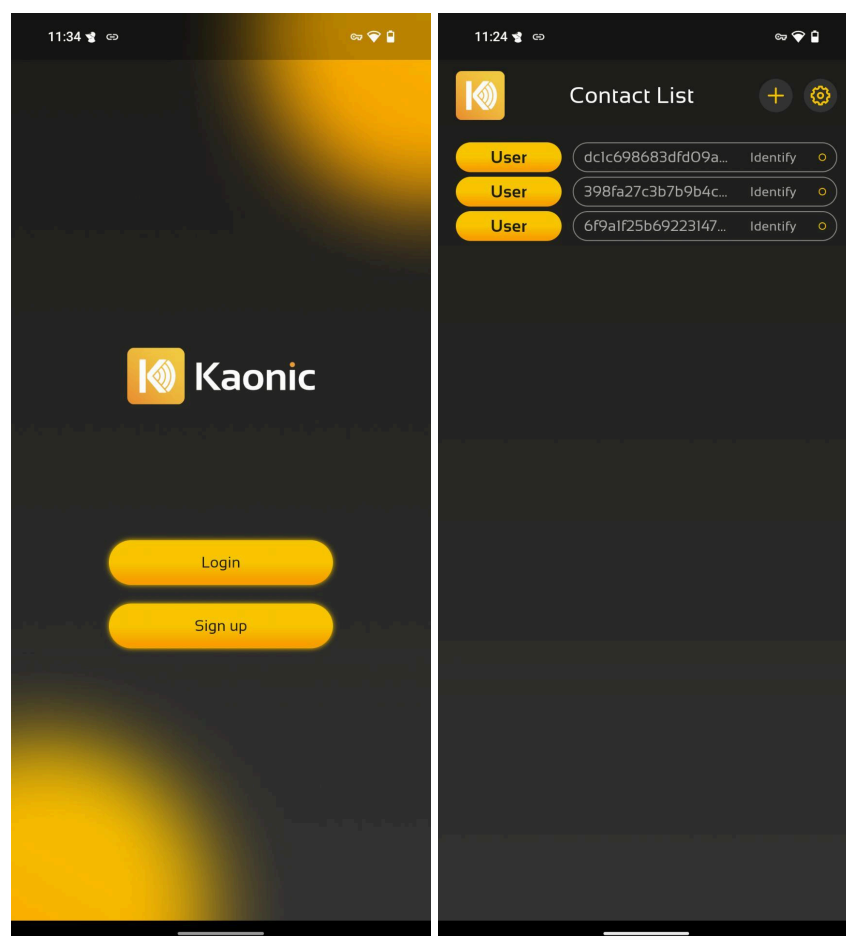 11:34
Kaonic
Login
Sign up
11:24
Contact List
User dc1c698683dfd09a... Identify
User 398fa27c3b7b9b4c... Identify
User 6f9a1f25b69223147... Identify